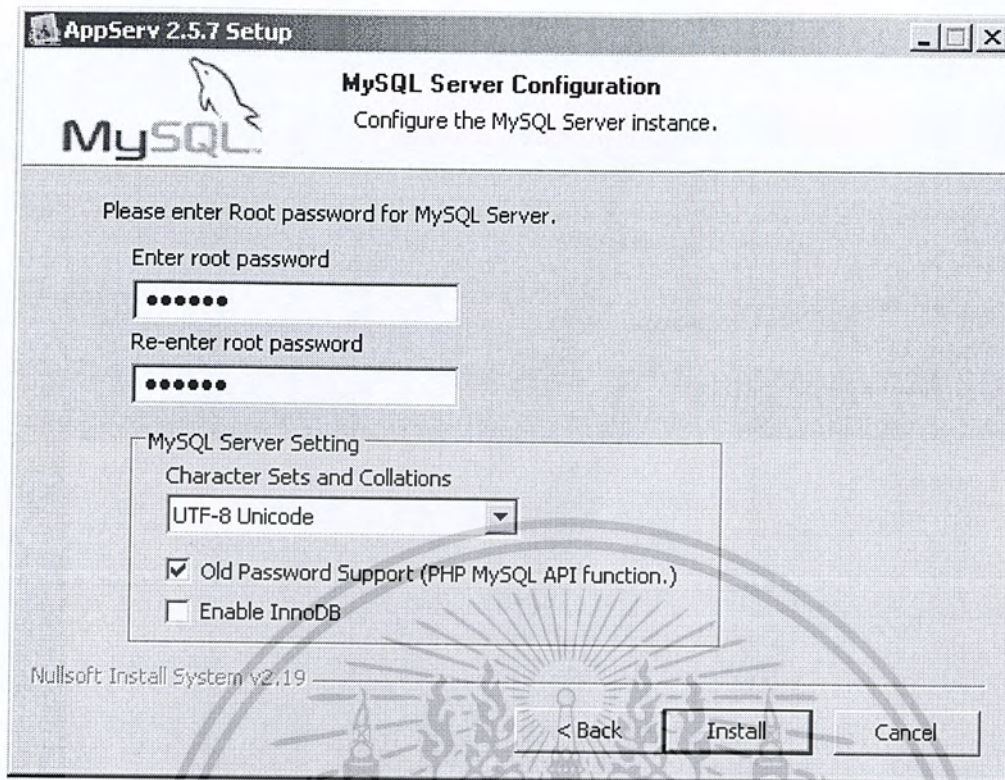 AppServ 2.5.7 Setup
MySQL
MySQL Server Configuration
Configure the MySQL Server instance.
Please enter Root password for MySQL Server.
Enter root password
••••••
Re-enter root password
••••••
MySQL Server Setting
Character Sets and Collations
UTF-8 Unicode
Old Password Support (PHP MySQL API function.)
Enable InnoDB
Nullsoft Install System v2.19
< Back
Install
Cancel